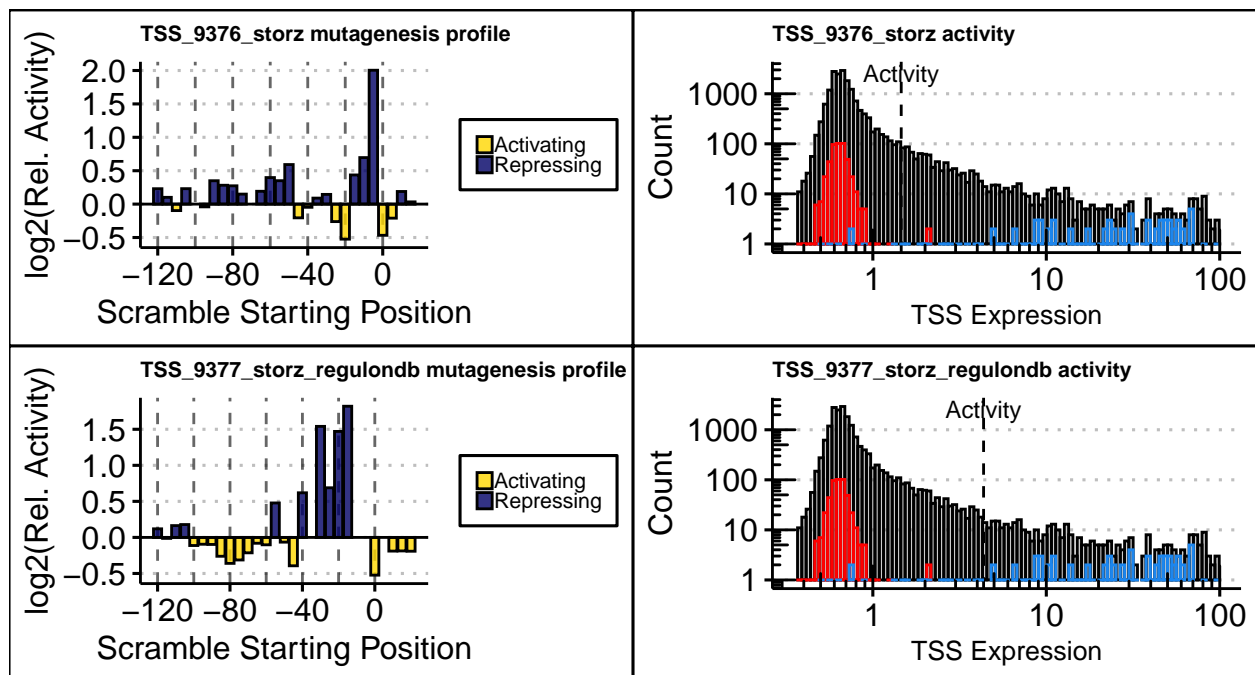 TSS_9376_storz mutagenesis profile
log2(Rel. Activity)
2.0
1.5
1.0
0.5
0.0
−0.5
−120
−80
−40
0
Scramble Starting Position
Activating
Repressing
TSS_9376_storz activity
Activity
Count
1000
100
10
1
1
10
100
TSS Expression
TSS_9377_storz_regulondb mutagenesis profile
log2(Rel. Activity)
1.5
1.0
0.5
0.0
−0.5
−120
−80
−40
0
Scramble Starting Position
Activating
Repressing
TSS_9377_storz_regulondb activity
Activity
Count
1000
100
10
1
1
10
100
TSS Expression